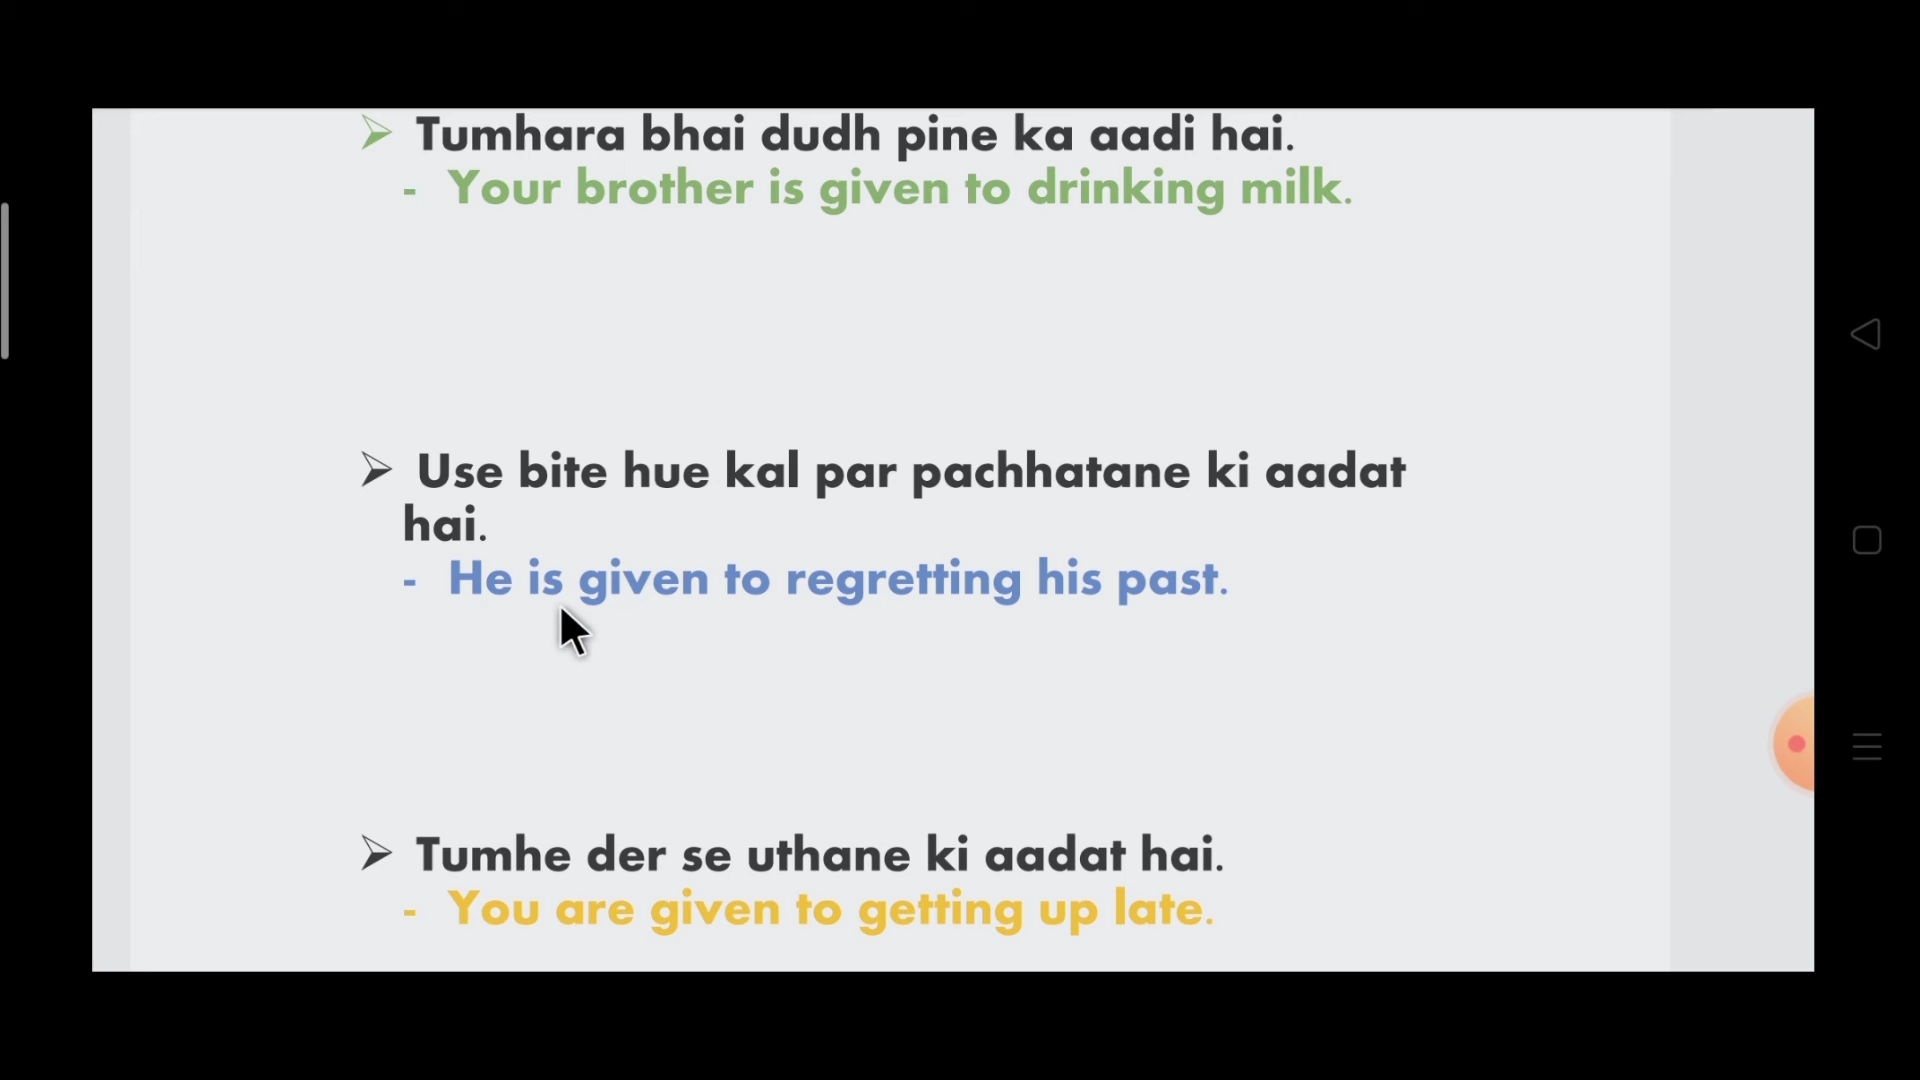 ➢ Tumhara bhai dudh pine ka aadi hai.
- Your brother is given to drinking milk.
➢ Use bite hue kal par pachhatane ki aadat
hai.
- He is given to regretting his past.
➢ Tumhe der se uthane ki aadat hai.
- You are given to getting up late.